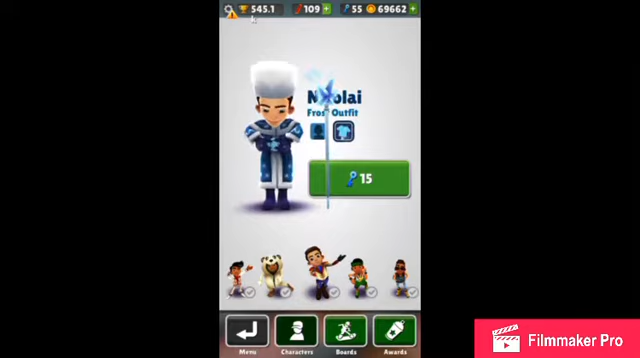 545.1 109 + 55 69662 +
Nikolai
Frost Outfit
15
Menu Characters Boards Awards
Filmmaker Pro